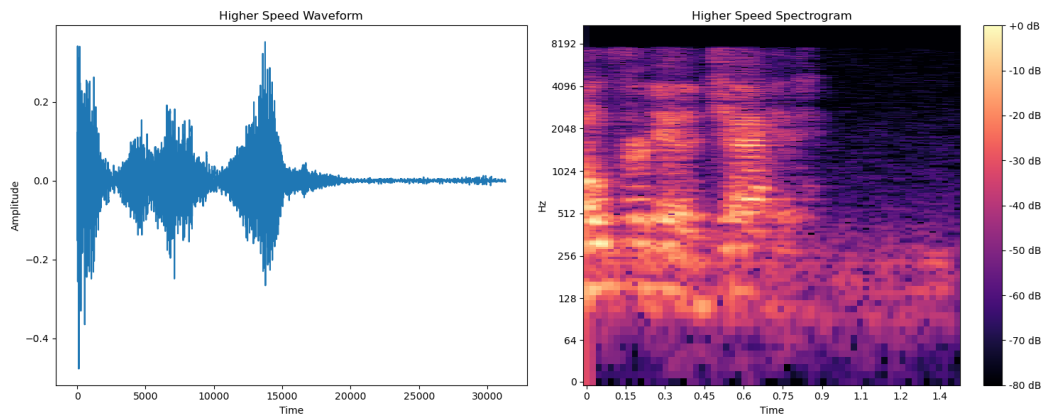 Higher Speed Waveform
Amplitude
0.2
0.0
−0.2
−0.4
0 5000 10000 15000 20000 25000 30000
Time
Higher Speed Spectrogram
Hz
8192
4096
2048
1024
512
256
128
64
0
0 0.15 0.3 0.45 0.6 0.75 0.9 1.1 1.2 1.4
Time
+0 dB
-10 dB
-20 dB
-30 dB
-40 dB
-50 dB
-60 dB
-70 dB
-80 dB